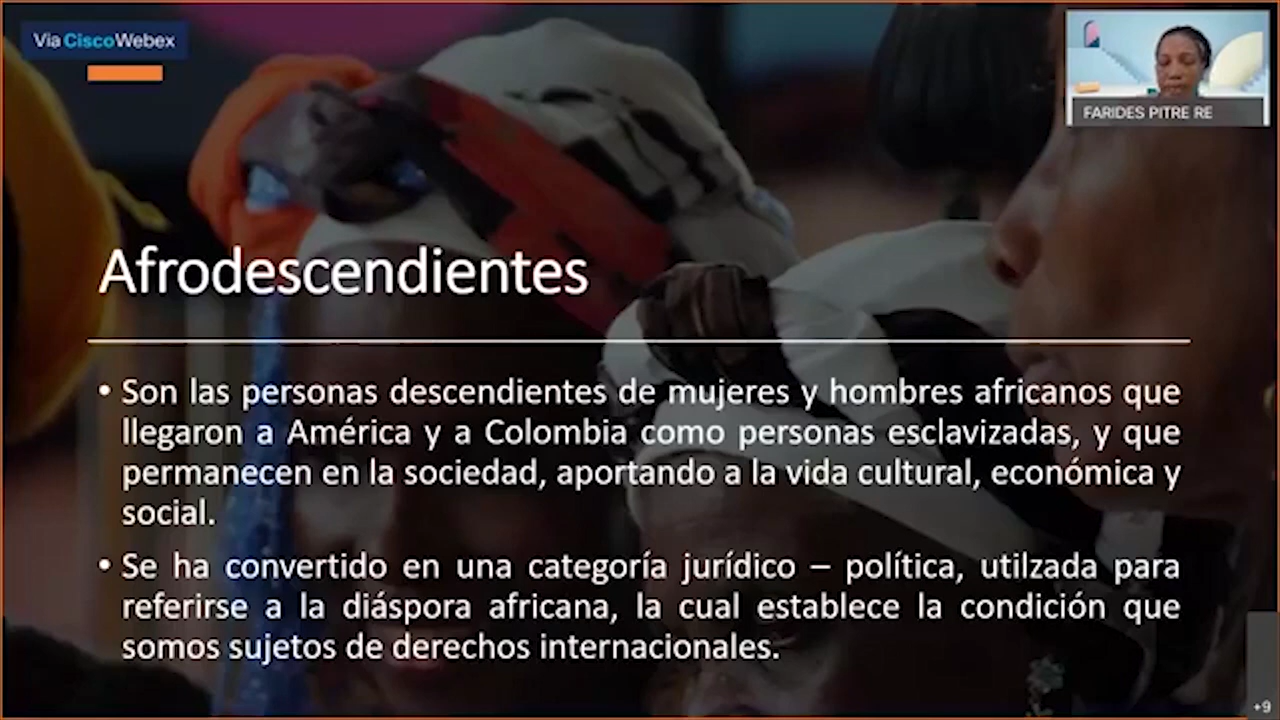 Via CiscoWebex
FARIDES PITRE RE
Afrodescendientes
• Son las personas descendientes de mujeres y hombres africanos que
llegaron a América y a Colombia como personas esclavizadas, y que
permanecen en la sociedad, aportando a la vida cultural, económica y
social.
• Se ha convertido en una categoría jurídico – política, utilzada para
referirse a la diáspora africana, la cual establece la condición que
somos sujetos de derechos internacionales.
+9